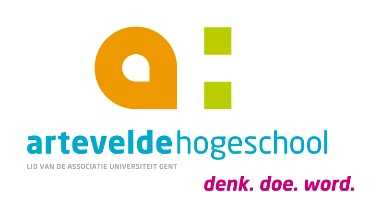 a:
arteveldehogeschool
LID VAN DE ASSOCIATIE UNIVERSITEIT GENT
denk. doe. word.